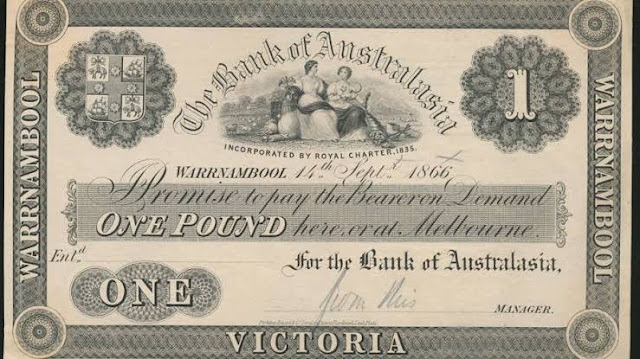 The Bank of Australasia
INCORPORATED BY ROYAL CHARTER, 1835.
1
WARRNAMBOOL
WARRNAMBOOL
WARRNAMBOOL 14th Sept. 1866
I Promise to pay the Bearer on Demand
ONE POUND here, or at Melbourne.
Entd.
For the Bank of Australasia,
ONE
from this
MANAGER.
VICTORIA